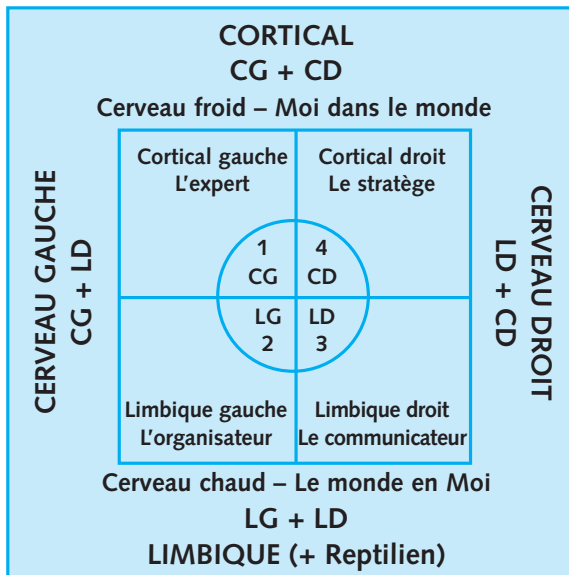 CORTICAL
CG + CD
Cerveau froid – Moi dans le monde
CERVEAU GAUCHE
CG + LD
Cortical gauche
L'expert
Cortical droit
Le stratège
1
CG
4
CD
LG
2
LD
3
Limbique gauche
L'organisateur
Limbique droit
Le communicateur
CERVEAU DROIT
LD + CD
Cerveau chaud – Le monde en Moi
LG + LD
LIMBIQUE (+ Reptilien)